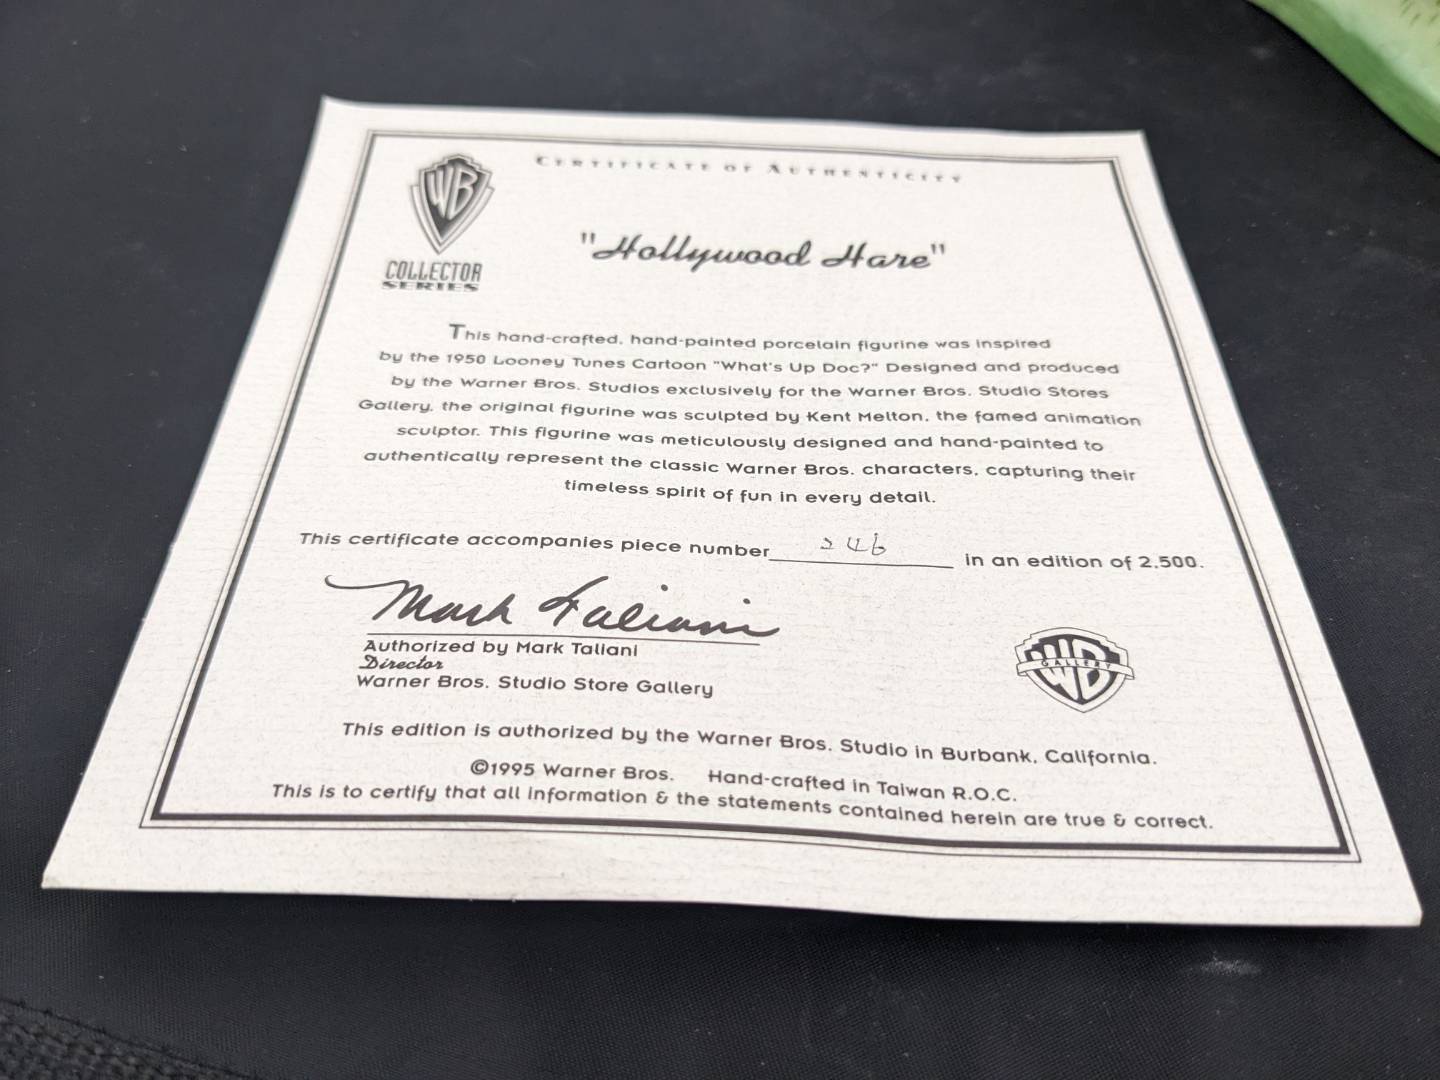 CERTIFICATE OF AUTHENTICITY
WB
COLLECTOR
SERIES
"Hollywood Hare"
This hand-crafted, hand-painted porcelain figurine was inspired
by the 1950 Looney Tunes Cartoon "What's Up Doc?" Designed and produced
by the Warner Bros. Studios exclusively for the Warner Bros. Studio Stores
Gallery, the original figurine was sculpted by Kent Melton, the famed animation
sculptor. This figurine was meticulously designed and hand-painted to
authentically represent the classic Warner Bros. characters, capturing their
timeless spirit of fun in every detail.
This certificate accompanies piece number 246 in an edition of 2,500.
Mark Taliani
Authorized by Mark Taliani
Director
Warner Bros. Studio Store Gallery
WB
GALLERY
This edition is authorized by the Warner Bros. Studio in Burbank, California.
©1995 Warner Bros. Hand-crafted in Taiwan R.O.C.
This is to certify that all information & the statements contained herein are true & correct.